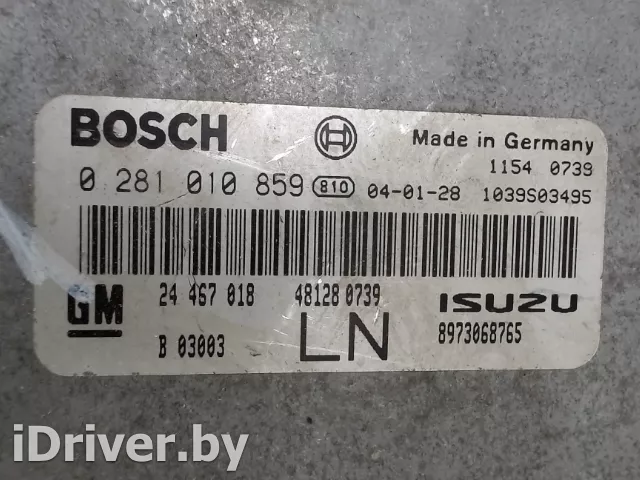 BOSCH
Made in Germany
1154 0739
0 281 010 859 810 04-01-28 1039S03495
GM 24 467 018 48128 0739 ISUZU
B 03003 LN 8973068765
iDriver.by